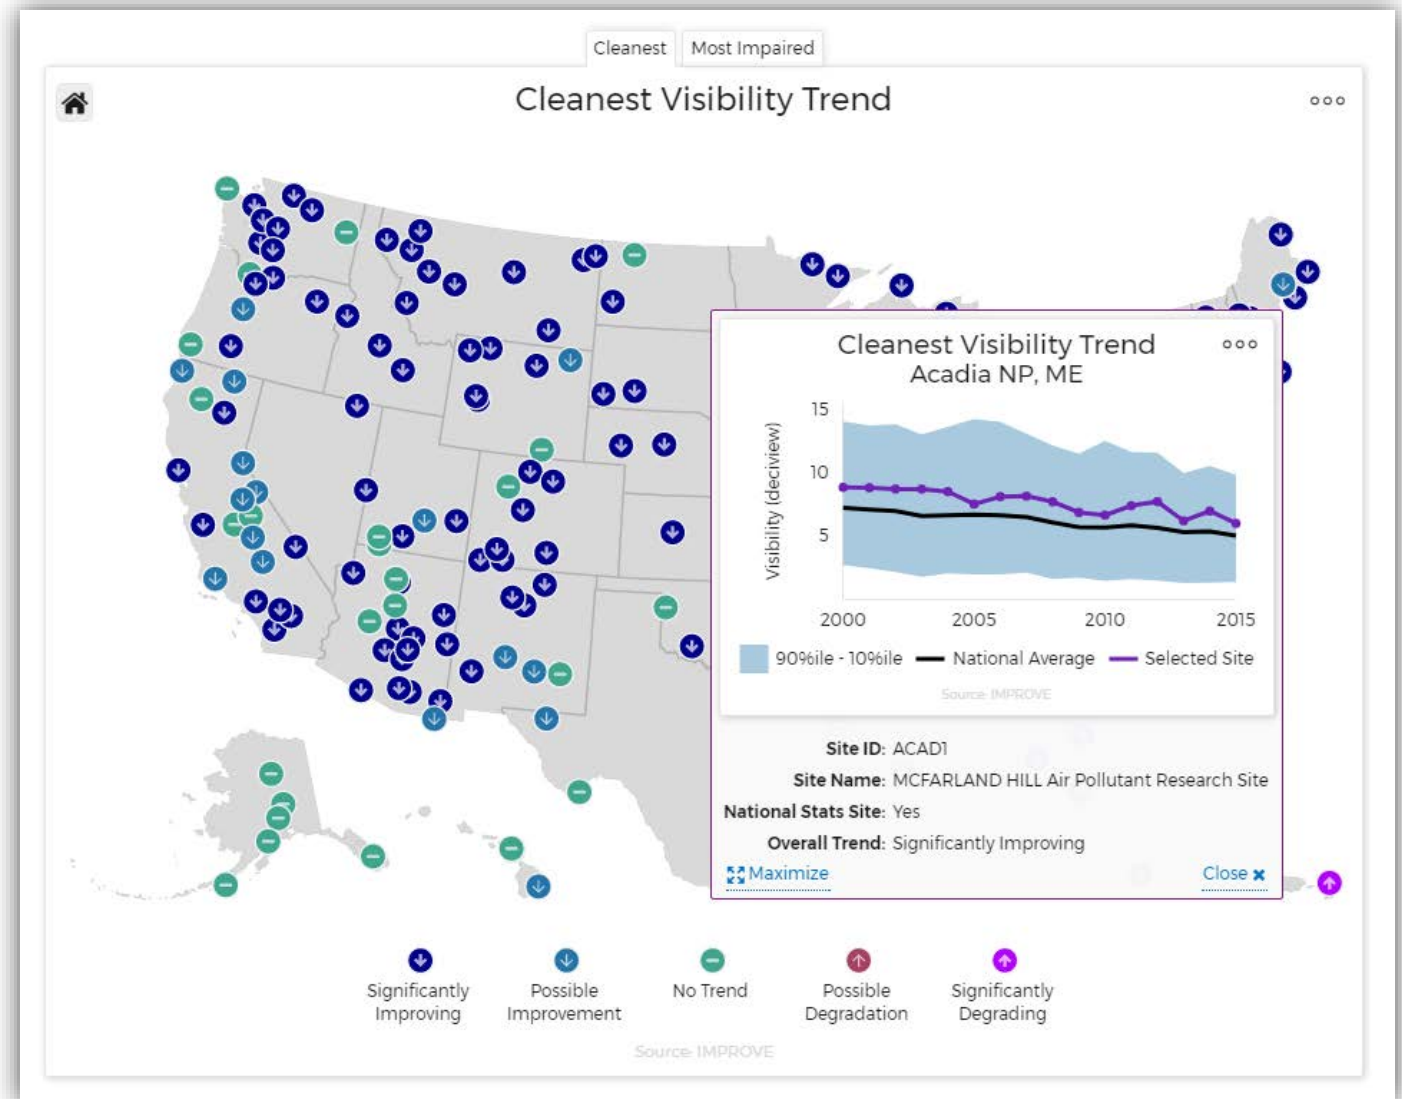 Cleanest
Most Impaired
Cleanest Visibility Trend
Cleanest Visibility Trend
Acadia NP, ME
Visibility (deciview)
15
10
5
2000 2005 2010 2015
90%ile - 10%ile National Average Selected Site
Source: IMPROVE
Site ID: ACAD1
Site Name: MCFARLAND HILL Air Pollutant Research Site
National Stats Site: Yes
Overall Trend: Significantly Improving
Maximize
Close
Significantly
Improving
Possible
Improvement
No Trend
Possible
Degradation
Significantly
Degrading
Source: IMPROVE